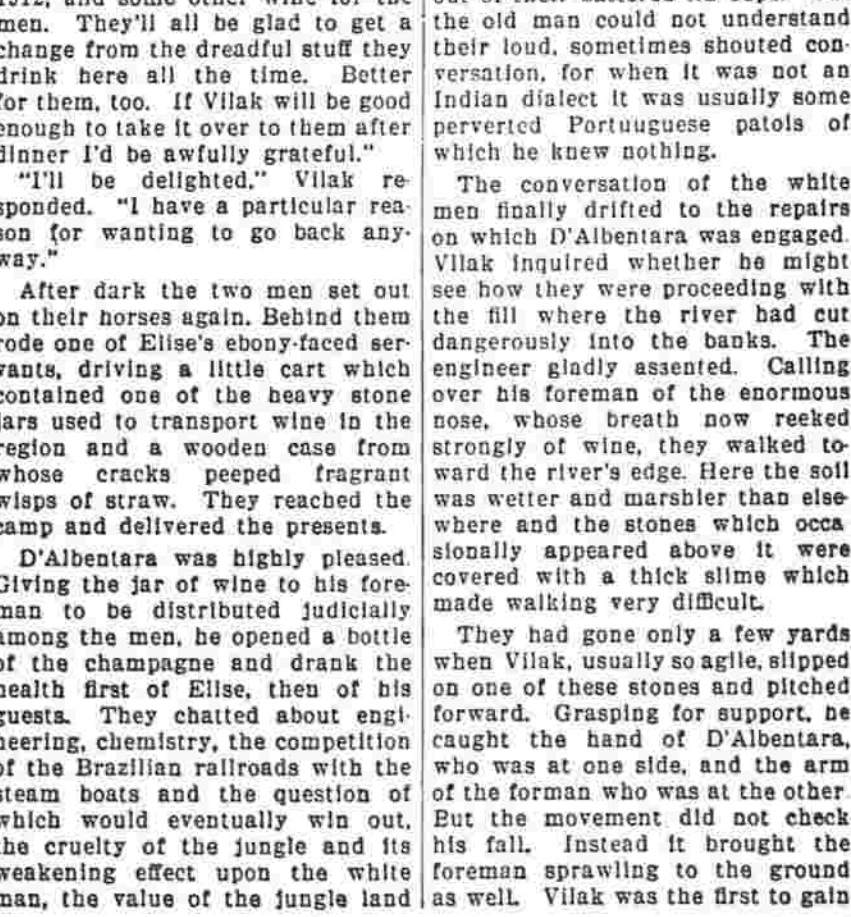 and some other wine for the
men. They'll all be glad to get a
change from the dreadful stuff they
drink here all the time. Better
for them, too. If Vilak will be good
enough to take it over to them after
dinner I'd be awfully grateful."
"I'll be delighted," Vilak re-
sponded. "I have a particular rea-
son for wanting to go back any-
way."
After dark the two men set out
on their horses again. Behind them
rode one of Elise's ebony-faced ser-
vants, driving a little cart which
contained one of the heavy stone
jars used to transport wine in the
region and a wooden case from
whose cracks peeped fragrant
wisps of straw. They reached the
camp and delivered the presents.
D'Albentara was highly pleased.
Giving the jar of wine to his fore-
man to be distributed judicially
among the men, he opened a bottle
of the champagne and drank the
health first of Elise, then of his
guests. They chatted about engi-
neering, chemistry, the competition
of the Brazilian railroads with the
steam boats and the question of
which would eventually win out,
the cruelty of the jungle and its
weakening effect upon the white
man, the value of the jungle land
the old man could not understand
their loud, sometimes shouted con-
versation, for when it was not an
Indian dialect it was usually some
perverted Portuuguese patois of
which he knew nothing.
The conversation of the white
men finally drifted to the repairs
on which D'Albentara was engaged.
Vilak inquired whether he might
see how they were proceeding with
the fill where the river had cut
dangerously into the banks. The
engineer gladly assented. Calling
over his foreman of the enormous
nose, whose breath now reeked
strongly of wine, they walked to-
ward the river's edge. Here the soil
was wetter and marshier than else-
where and the stones which occa
sionally appeared above it were
covered with a thick slime which
made walking very difficult.
They had gone only a few yards
when Vilak, usually so agile, slipped
on one of these stones and pitched
forward. Grasping for support, he
caught the hand of D'Albentara,
who was at one side, and the arm
of the forman who was at the other.
But the movement did not check
his fall. Instead it brought the
foreman sprawling to the ground
as well. Vilak was the first to gain